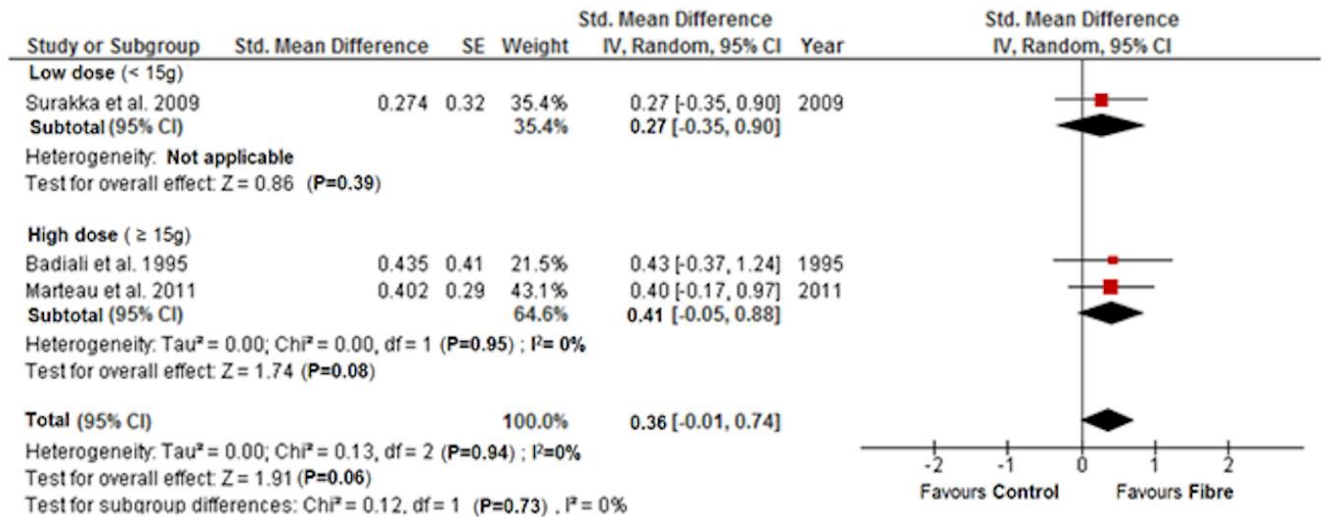 Std. Mean Difference Std. Mean Difference
Study or Subgroup Std. Mean Difference SE Weight IV, Random, 95% CI Year IV, Random, 95% CI
Low dose (< 15g)
Surakka et al. 2009 0.274 0.32 35.4% 0.27 [-0.35, 0.90] 2009
Subtotal (95% CI) 35.4% 0.27 [-0.35, 0.90]
Heterogeneity: Not applicable
Test for overall effect: Z = 0.86 (P=0.39)
High dose ( ≥ 15g)
Badiali et al. 1995 0.435 0.41 21.5% 0.43 [-0.37, 1.24] 1995
Marteau et al. 2011 0.402 0.29 43.1% 0.40 [-0.17, 0.97] 2011
Subtotal (95% CI) 64.6% 0.41 [-0.05, 0.88]
Heterogeneity: Tau² = 0.00; Chi² = 0.00, df = 1 (P=0.95) ; I²= 0%
Test for overall effect: Z = 1.74 (P=0.08)
Total (95% CI) 100.0% 0.36 [-0.01, 0.74]
Heterogeneity: Tau² = 0.00; Chi² = 0.13, df = 2 (P=0.94) ; I²=0%
Test for overall effect: Z = 1.91 (P=0.06)
Test for subgroup differences: Chi² = 0.12, df = 1 (P=0.73) , I² = 0%
-2 -1 0 1 2
Favours Control Favours Fibre